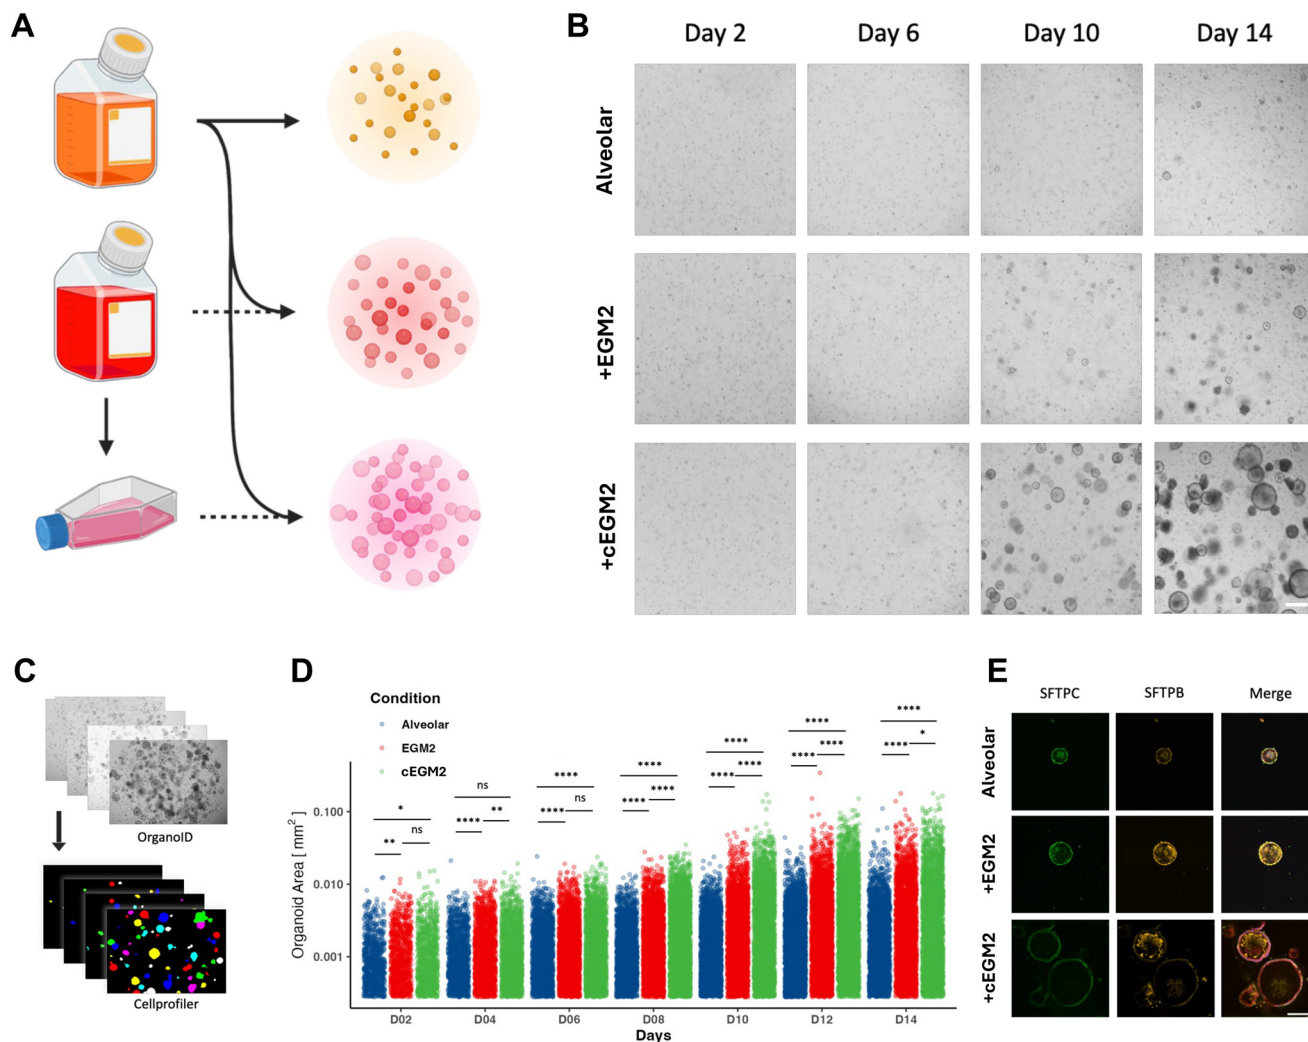 A
B
Day 2
Day 6
Day 10
Day 14
Alveolar
+EGM2
+cEGM2
C
OrganoID
Cellprofiler
D
Condition
Alveolar
EGM2
cEGM2
Organoid Area [ mm² ]
0.100
0.010
0.001
* ns ** ns
ns ** ****
**** ns ****
**** **** ****
**** **** ****
**** **** ****
**** * ****
D02
D04
D06
D08
D10
D12
D14
Days
E
SFTPC
SFTPB
Merge
Alveolar
+EGM2
+cEGM2